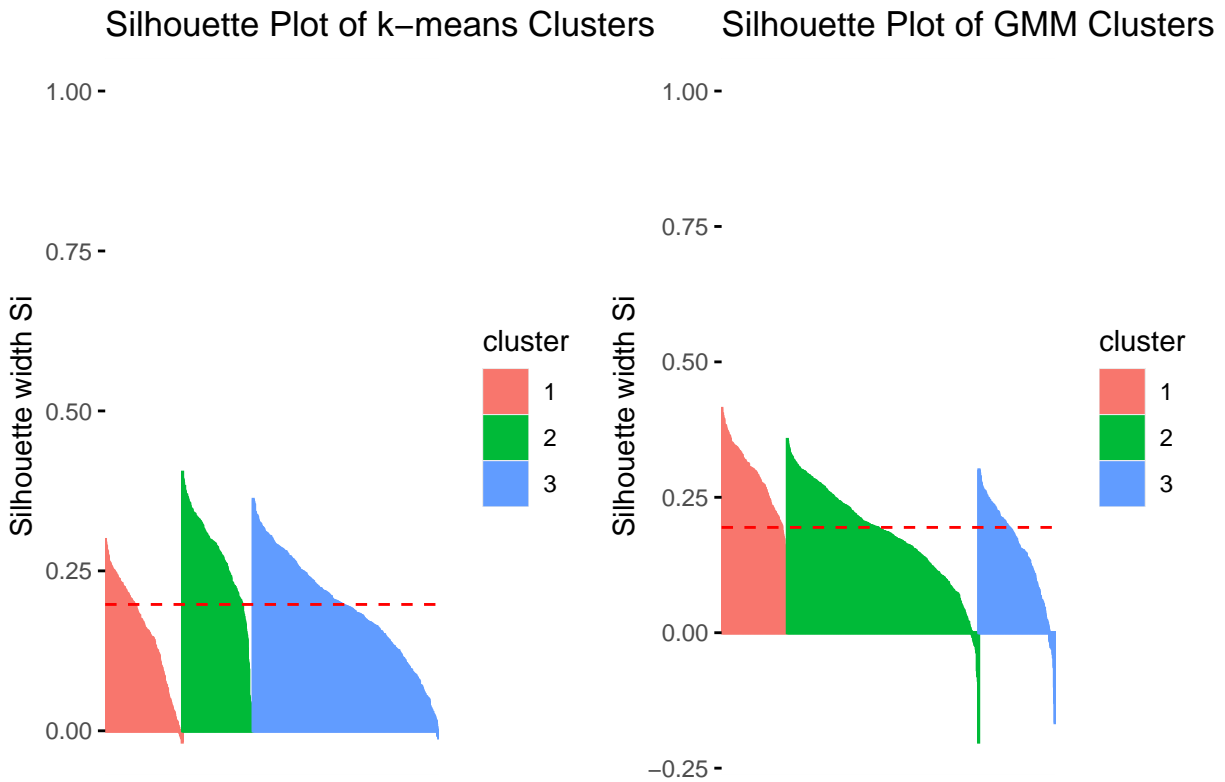 Silhouette Plot of k−means Clusters
1.00
0.75
0.50
0.25
0.00
Silhouette width Si
cluster
1
2
3
Silhouette Plot of GMM Clusters
1.00
0.75
0.50
0.25
0.00
−0.25
Silhouette width Si
cluster
1
2
3